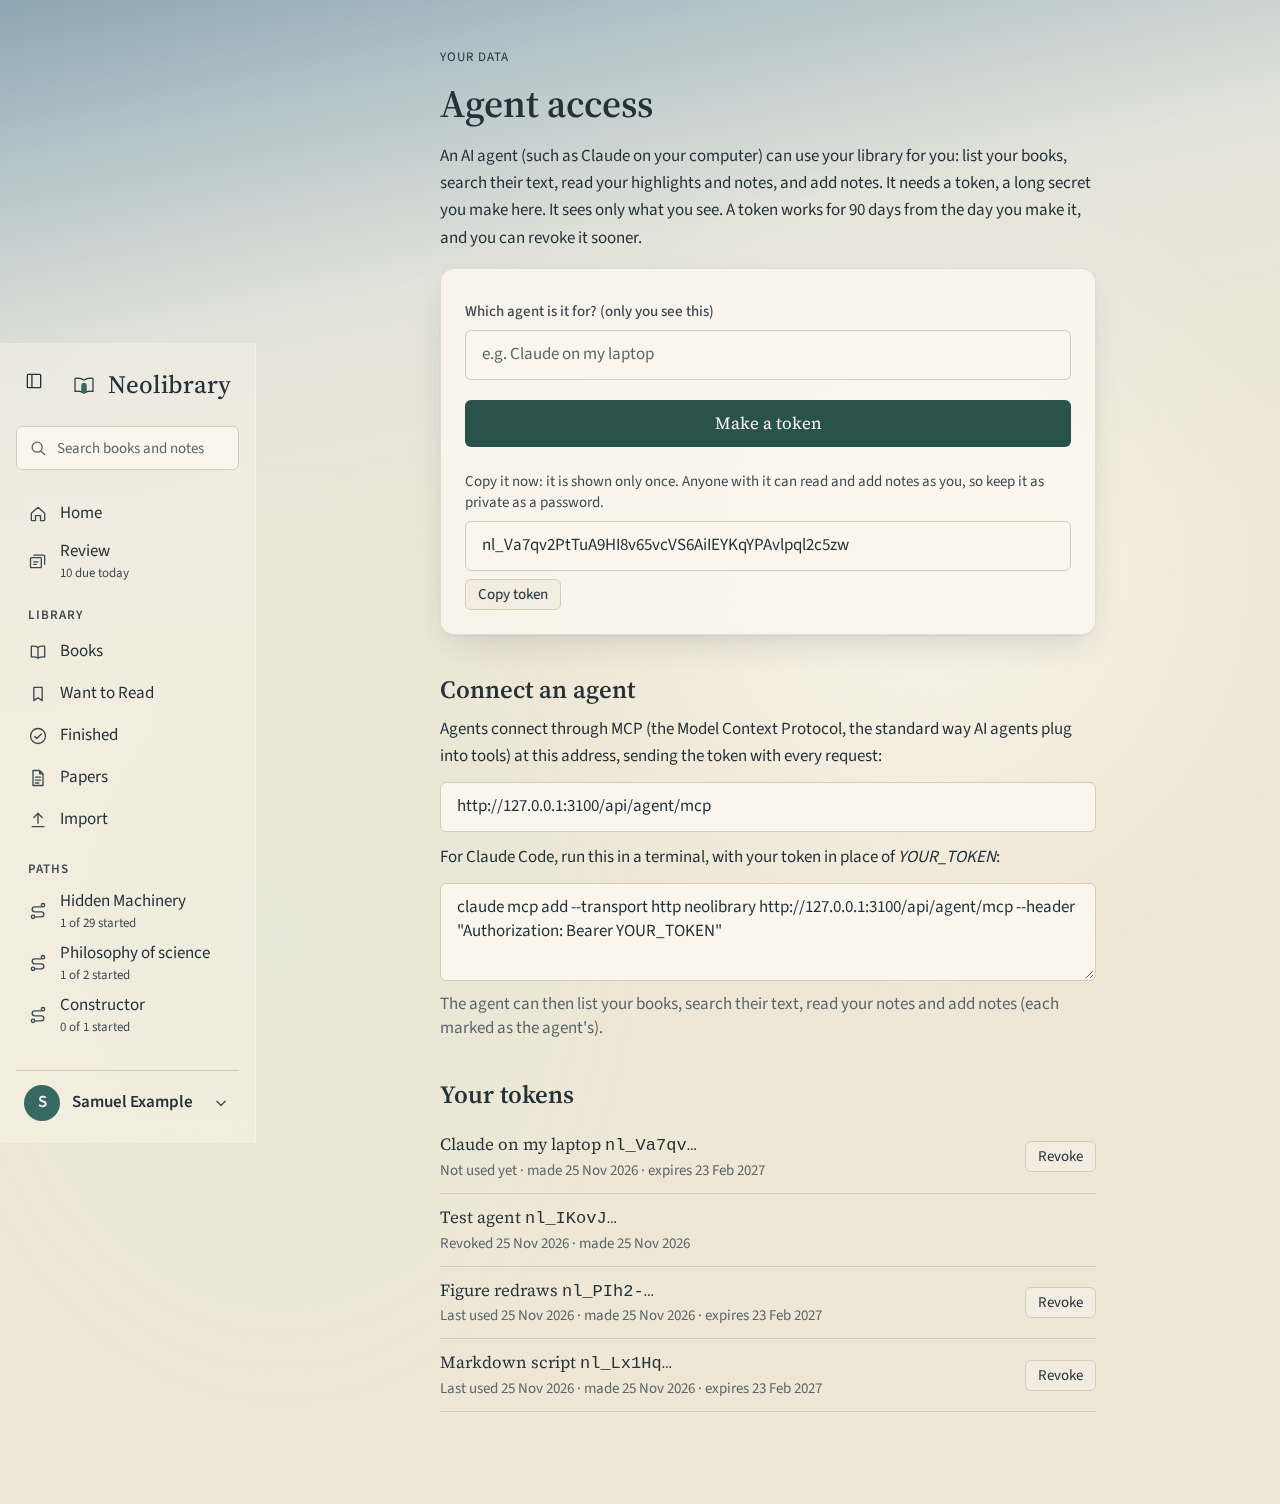 YOUR DATA
Agent access
An AI agent (such as Claude on your computer) can use your library for you: list your books,
search their text, read your highlights and notes, and add notes. It needs a token, a long secret
you make here. It sees only what you see. A token works for 90 days from the day you make it,
and you can revoke it sooner.
Which agent is it for? (only you see this)
e.g. Claude on my laptop
Make a token
Copy it now: it is shown only once. Anyone with it can read and add notes as you, so keep it as
private as a password.
nl_Va7qv2PtTuA9HI8v65vcVS6AiIEYKqYPAvlpql2c5zw
Copy token
Connect an agent
Agents connect through MCP (the Model Context Protocol, the standard way AI agents plug
into tools) at this address, sending the token with every request:
http://127.0.0.1:3100/api/agent/mcp
For Claude Code, run this in a terminal, with your token in place of YOUR_TOKEN:
claude mcp add --transport http neolibrary http://127.0.0.1:3100/api/agent/mcp --header
"Authorization: Bearer YOUR_TOKEN"
The agent can then list your books, search their text, read your notes and add notes (each
marked as the agent's).
Your tokens
Claude on my laptop nl_Va7qv…
Not used yet · made 25 Nov 2026 · expires 23 Feb 2027
Revoke
Test agent nl_IKovJ…
Revoked 25 Nov 2026 · made 25 Nov 2026
Figure redraws nl_PIh2-…
Last used 25 Nov 2026 · made 25 Nov 2026 · expires 23 Feb 2027
Revoke
Markdown script nl_Lx1Hq…
Last used 25 Nov 2026 · made 25 Nov 2026 · expires 23 Feb 2027
Revoke
Neolibrary
Search books and notes
Home
Review
10 due today
LIBRARY
Books
Want to Read
Finished
Papers
Import
PATHS
Hidden Machinery
1 of 29 started
Philosophy of science
1 of 2 started
Constructor
0 of 1 started
S
Samuel Example